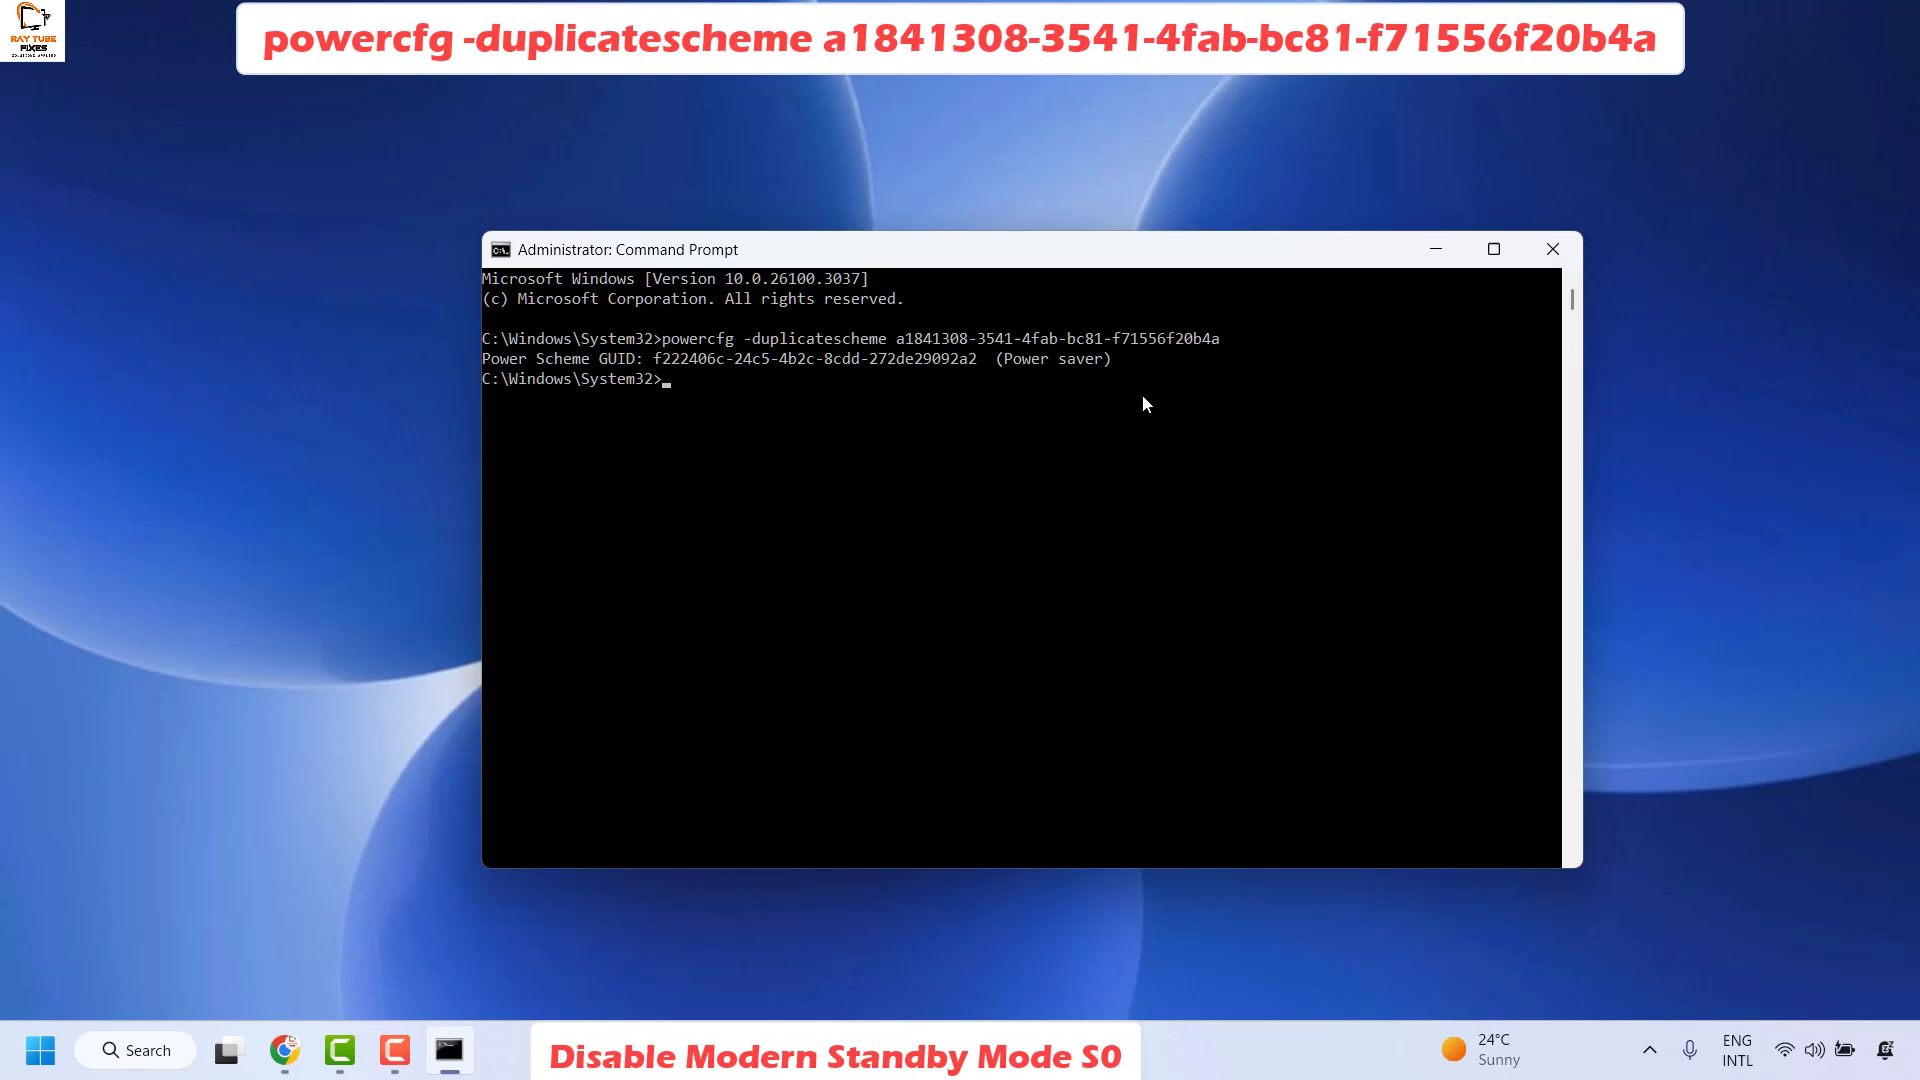 RAY TUBE
FIXES
SOLUTIONS APPLIED
powercfg -duplicatescheme a1841308-3541-4fab-bc81-f71556f20b4a
Administrator: Command Prompt
Microsoft Windows [Version 10.0.26100.3037]
(c) Microsoft Corporation. All rights reserved.
C:\Windows\System32>powercfg -duplicatescheme a1841308-3541-4fab-bc81-f71556f20b4a
Power Scheme GUID: f222406c-24c5-4b2c-8cdd-272de29092a2  (Power saver)
C:\Windows\System32>
Search
Disable Modern Standby Mode S0
24°C
Sunny
ENG
INTL